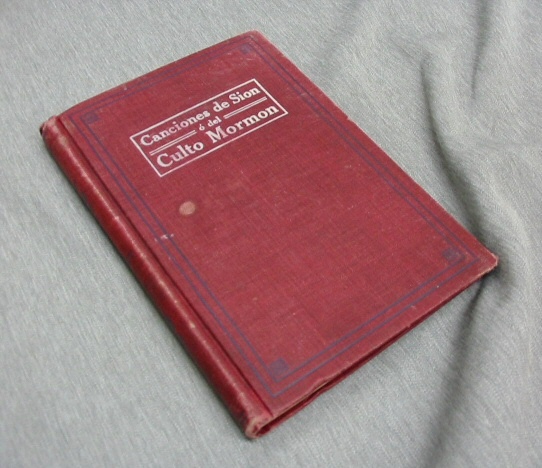 Canciones de Sion
ó del
Culto Mormon